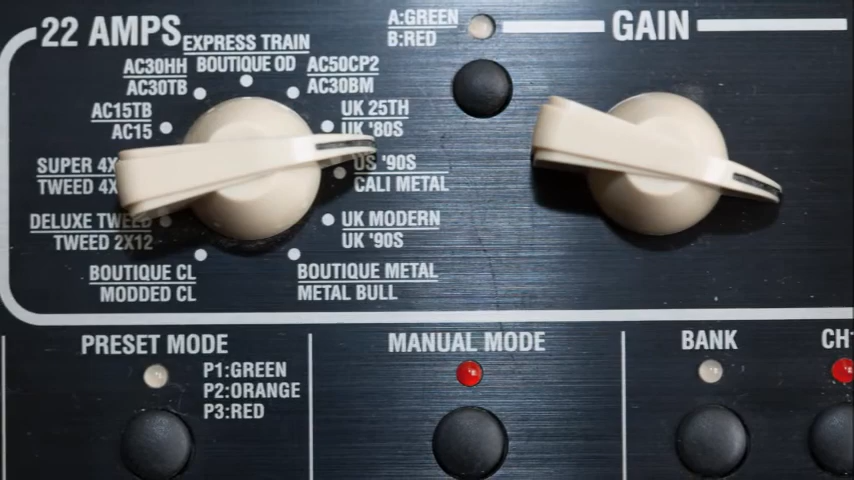 22 AMPS
A:GREEN
B:RED
GAIN
EXPRESS TRAIN
BOUTIQUE OD
AC30HH
AC30TB
AC50CP2
AC30BM
AC15TB
AC15
UK 25TH
UK '80S
SUPER 4X
TWEED 4X
US '90S
CALI METAL
DELUXE TWEED
TWEED 2X12
UK MODERN
UK '90S
BOUTIQUE CL
MODDED CL
BOUTIQUE METAL
METAL BULL
PRESET MODE
P1:GREEN
P2:ORANGE
P3:RED
MANUAL MODE
BANK
CH1